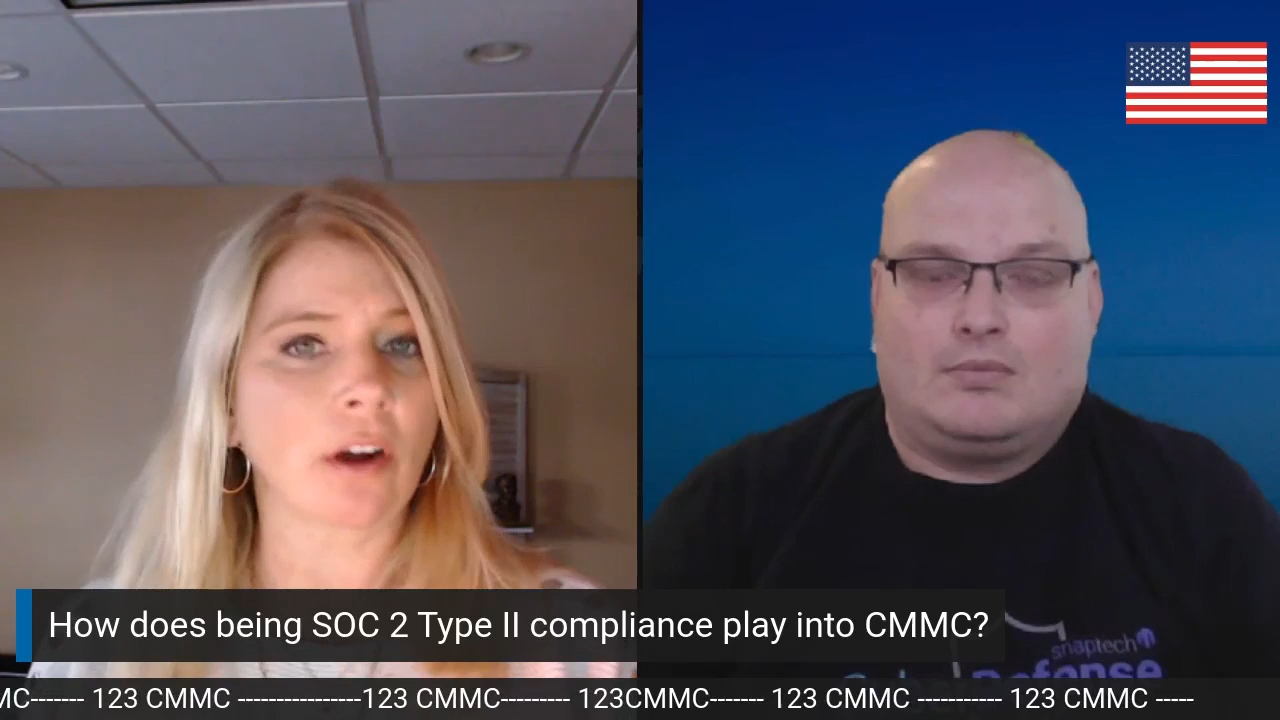 How does being SOC 2 Type II compliance play into CMMC?
snaptech
Defense
MC------- 123 CMMC ----------------123 CMMC--------- 123CMMC------- 123 CMMC ----------- 123 CMMC -----